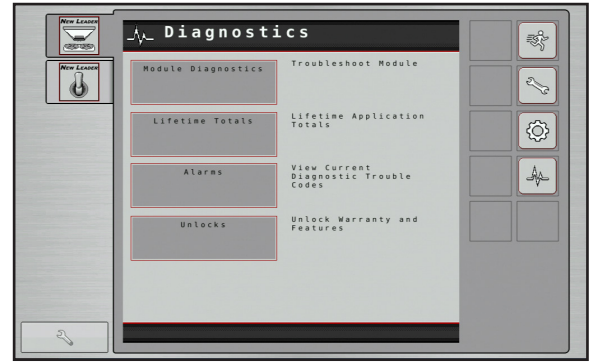 NEW LEADER
NEW LEADER
Diagnostics
Module Diagnostics
Troubleshoot Module
Lifetime Totals
Lifetime Application
Totals
Alarms
View Current
Diagnostic Trouble
Codes
Unlocks
Unlock Warranty and
Features